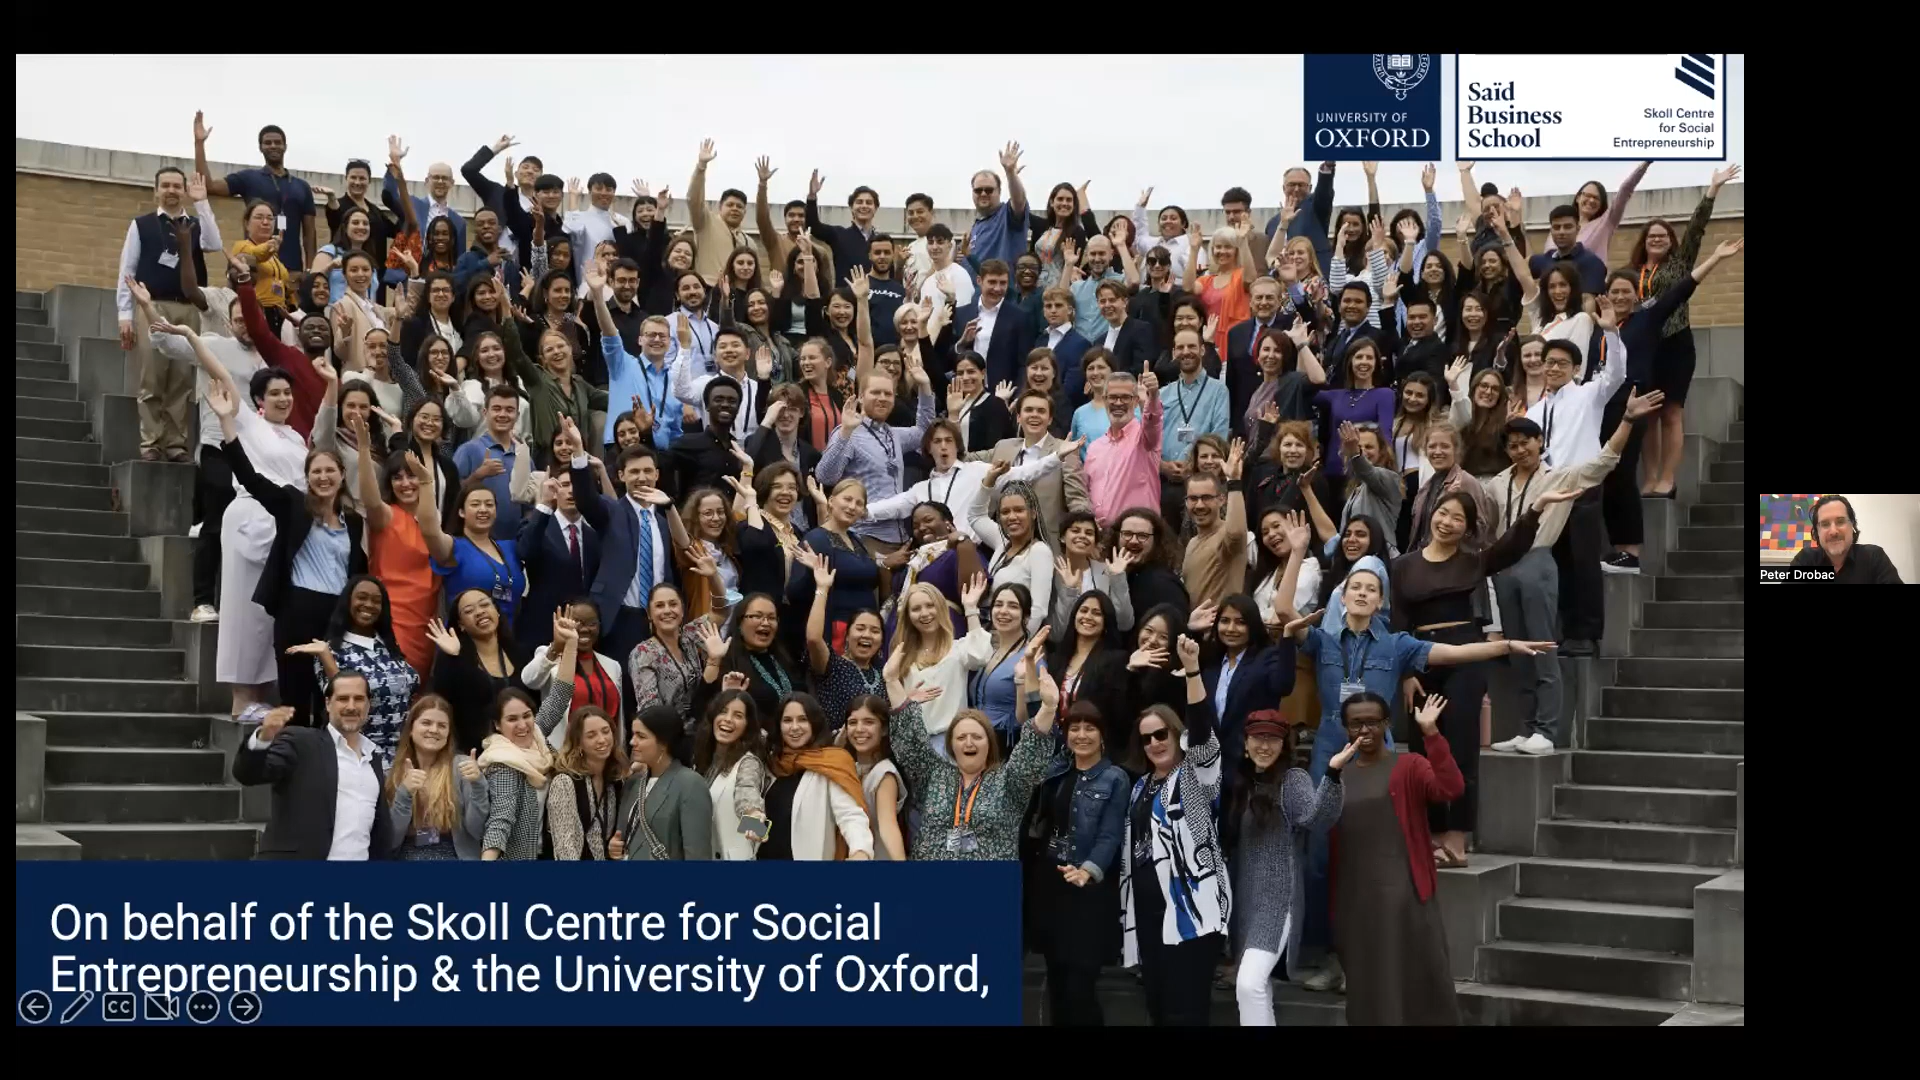 UNIVERSITY OF
OXFORD
Saïd
Business
School
Skoll Centre
for Social
Entrepreneurship
Peter Drobac
On behalf of the Skoll Centre for Social
Entrepreneurship & the University of Oxford,
CC